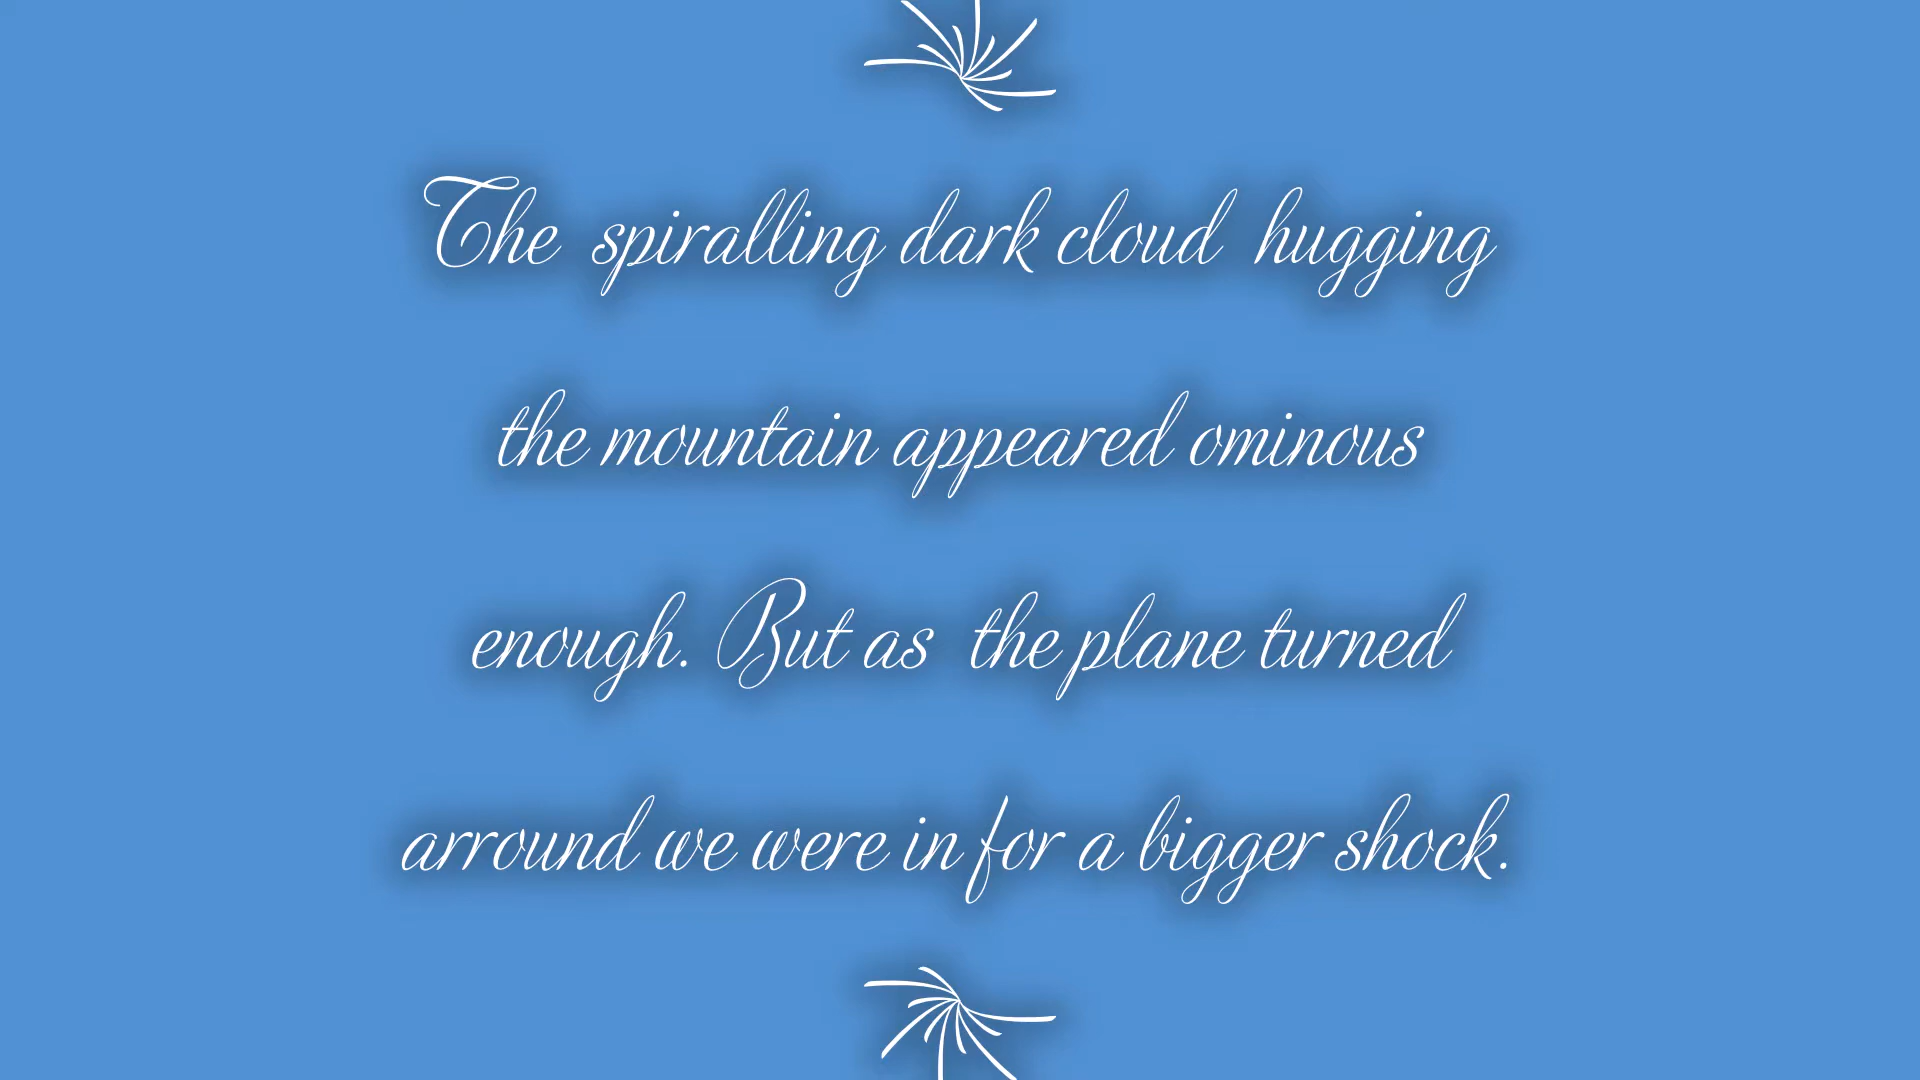 The spiralling dark cloud hugging
the mountain appeared ominous
enough. But as the plane turned
arround we were in for a bigger shock.